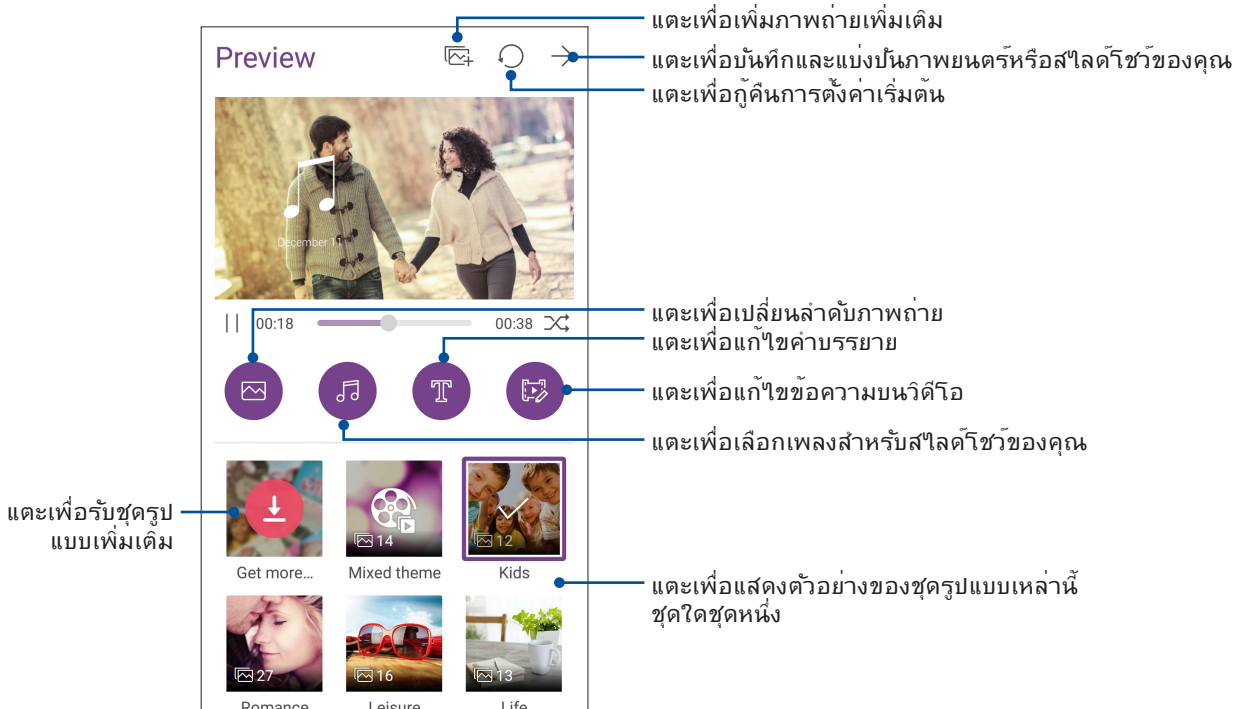 แตะเพื่อเพิ่มภาพถ่ายเพิ่มเติม
Preview
แตะเพื่อบันทึกและแบ่งปันภาพยนตร์หรือสไลด์โชว์ของคุณ
แตะเพื่อกู้คืนการตั้งค่าเริ่มต้น
December 11
00:18
00:38
แตะเพื่อเปลี่ยนลำดับภาพถ่าย
แตะเพื่อแก้ไขคำบรรยาย
T
แตะเพื่อแก้ไขข้อความบนวิดีโอ
แตะเพื่อเลือกเพลงสำหรับสไลด์โชว์ของคุณ
แตะเพื่อรับชุดรูป
แบบเพิ่มเติม
14
12
Get more...
Mixed theme
Kids
แตะเพื่อแสดงตัวอย่างของชุดรูปแบบเหล่านี้
ชุดใดชุดหนึ่ง
27
16
13
Romance
Leisure
Life